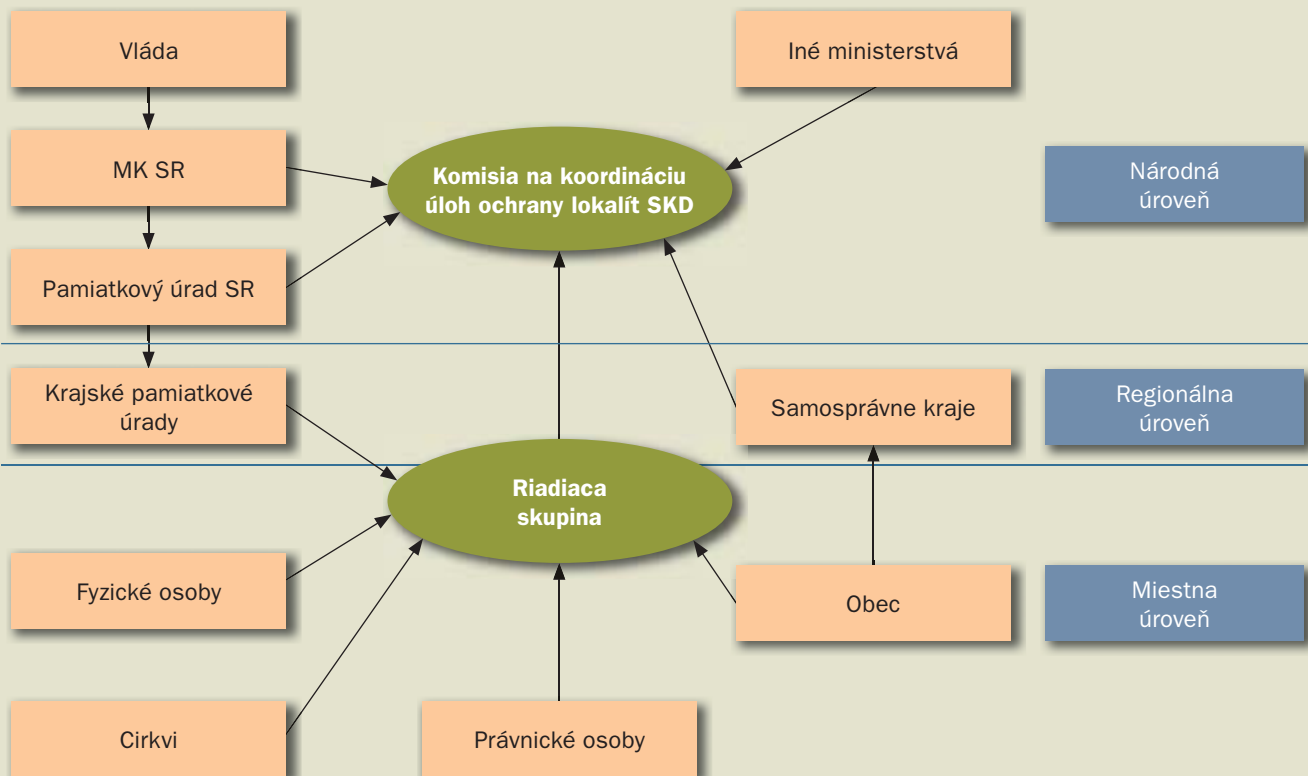 Vláda
Iné ministerstvá
MK SR
Komisia na koordináciu
úloh ochrany lokalít SKD
Národná
úroveň
Pamiatkový úrad SR
Krajské pamiatkové
úrady
Samosprávne kraje
Regionálna
úroveň
Riadiaca
skupina
Fyzické osoby
Obec
Miestna
úroveň
Cirkvi
Právnické osoby